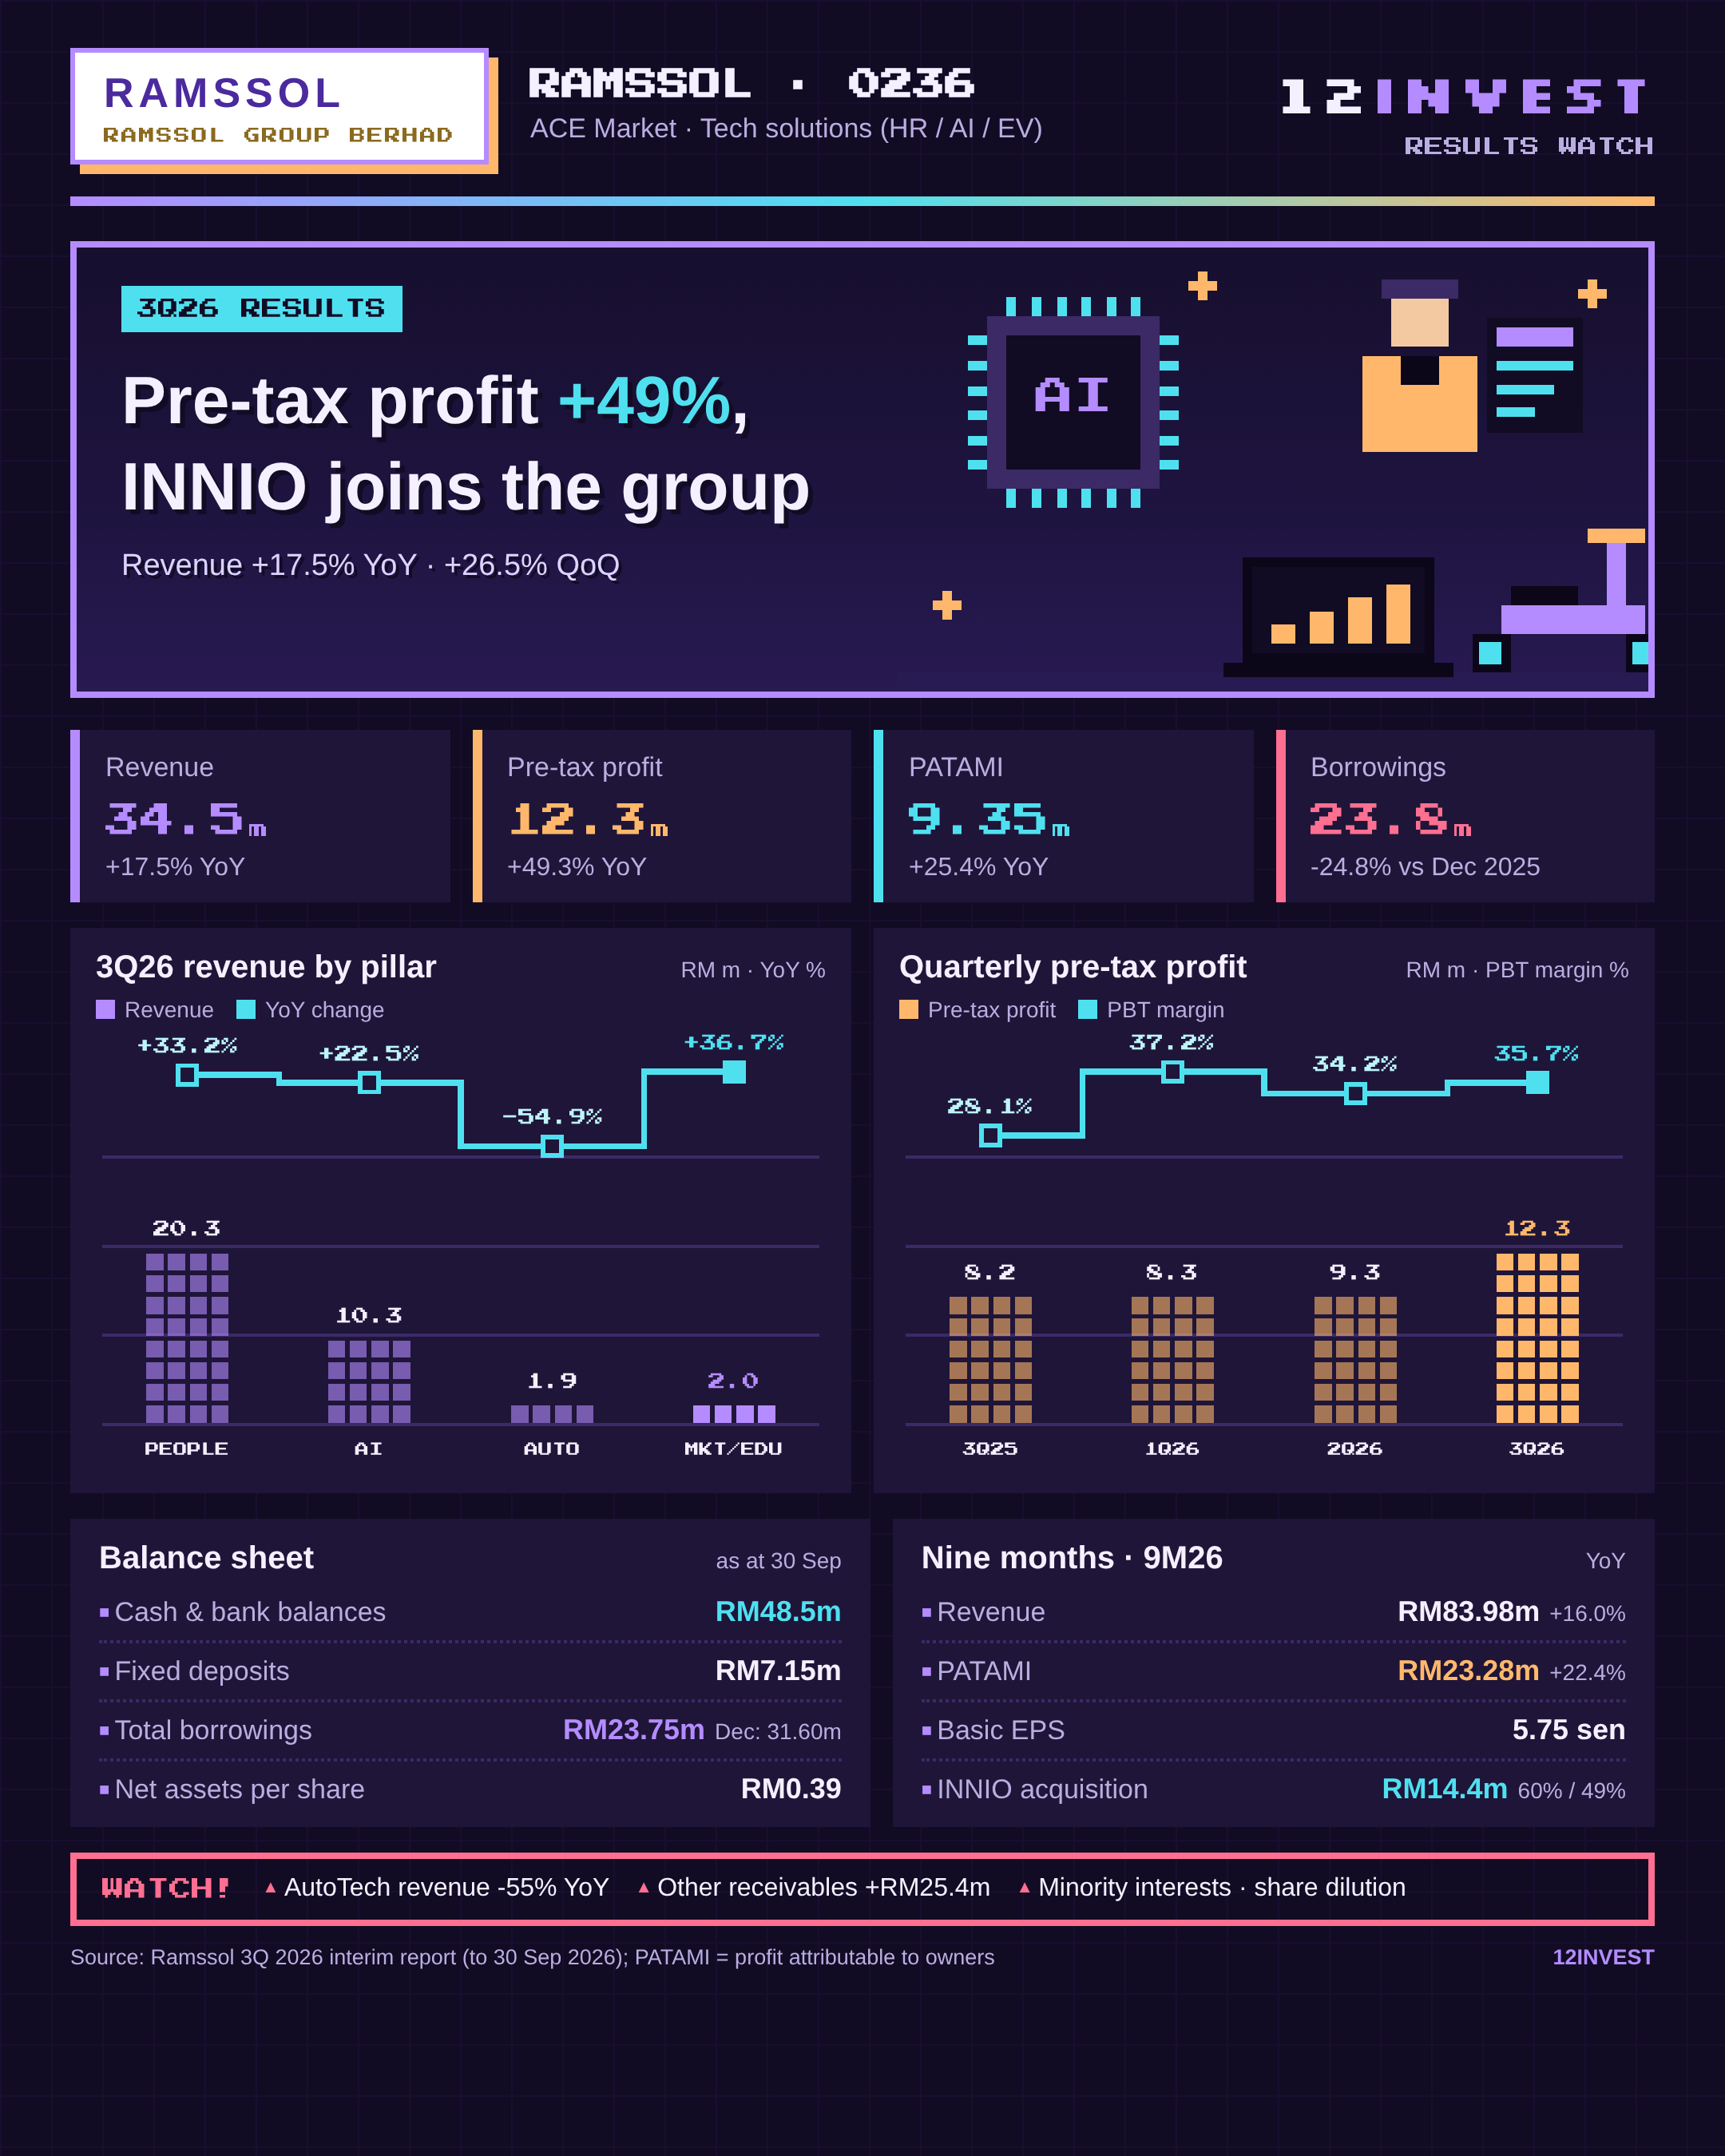 RAMSSOL
RAMSSOL GROUP BERHAD
RAMSSOL · 0236
ACE Market · Tech solutions (HR / AI / EV)
12INVEST
RESULTS WATCH
3Q26 RESULTS
Pre-tax profit +49%,
INNIO joins the group
Revenue +17.5% YoY · +26.5% QoQ
AI
Revenue
34.5m
+17.5% YoY
Pre-tax profit
12.3m
+49.3% YoY
PATAMI
9.35m
+25.4% YoY
Borrowings
23.8m
-24.8% vs Dec 2025
3Q26 revenue by pillar
RM m · YoY %
Revenue
YoY change
+33.2%
+22.5%
-54.9%
+36.7%
20.3
10.3
1.9
2.0
PEOPLE
AI
AUTO
MKT/EDU
Quarterly pre-tax profit
RM m · PBT margin %
Pre-tax profit
PBT margin
28.1%
37.2%
34.2%
35.7%
8.2
8.3
9.3
12.3
3Q25
1Q26
2Q26
3Q26
Balance sheet
as at 30 Sep
Cash & bank balances RM48.5m
Fixed deposits RM7.15m
Total borrowings RM23.75m Dec: 31.60m
Net assets per share RM0.39
Nine months · 9M26
YoY
Revenue RM83.98m +16.0%
PATAMI RM23.28m +22.4%
Basic EPS 5.75 sen
INNIO acquisition RM14.4m 60% / 49%
WATCH! ▲ AutoTech revenue -55% YoY ▲ Other receivables +RM25.4m ▲ Minority interests · share dilution
Source: Ramssol 3Q 2026 interim report (to 30 Sep 2026); PATAMI = profit attributable to owners
12INVEST